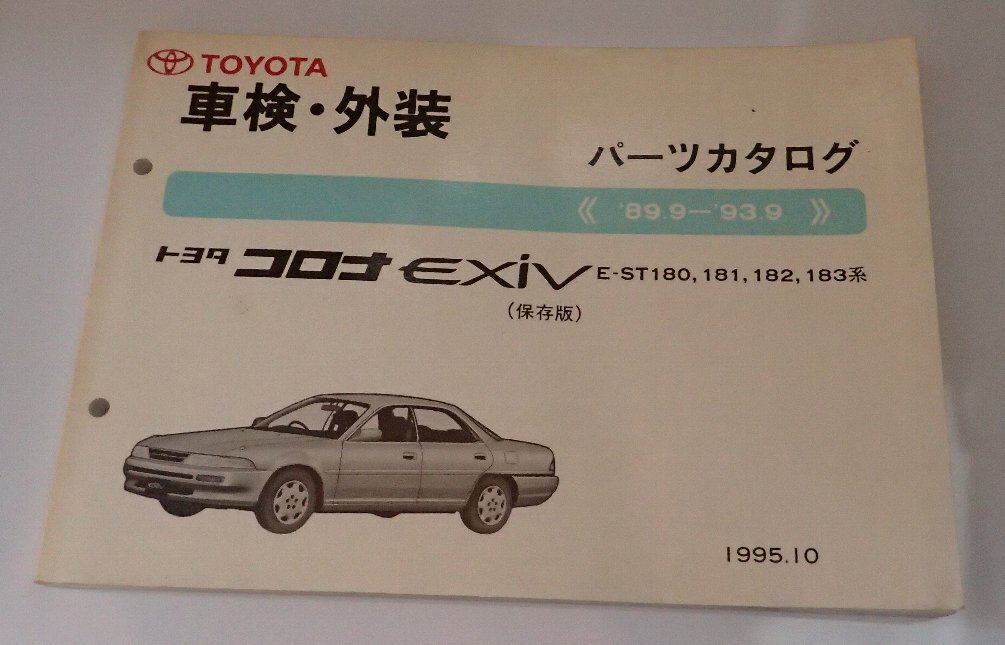 TOYOTA
車検・外装
パーツカタログ
《 '89.9－'93.9 》
トヨタ コロナ EXiV E-ST180, 181, 182, 183系
（保存版）
1995.10